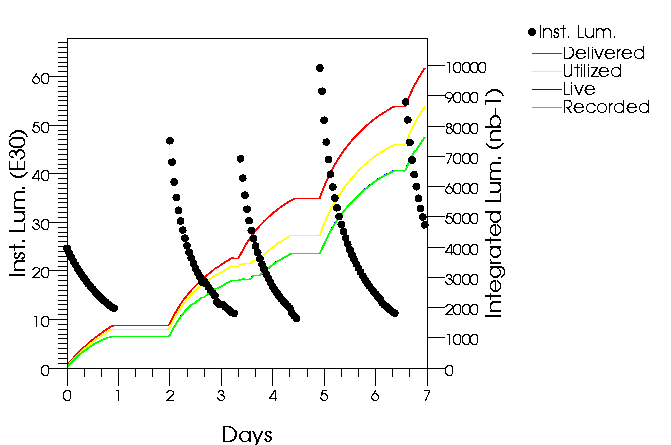 Inst. Lum.
Delivered
Utilized
Live
Recorded
Inst. Lum. (E30)
60
50
40
30
20
10
0
Integrated Lum. (nb-1)
10000
9000
8000
7000
6000
5000
4000
3000
2000
1000
0
0 1 2 3 4 5 6 7
Days